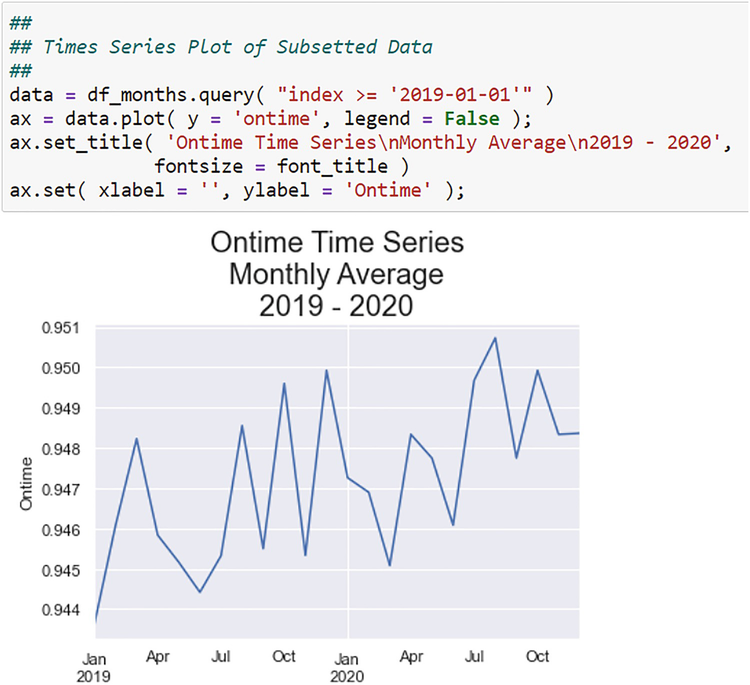 ##
## Times Series Plot of Subsetted Data
##
data = df_months.query( "index >= '2019-01-01'" )
ax = data.plot( y = 'ontime', legend = False );
ax.set_title( 'Ontime Time Series\nMonthly Average\n2019 - 2020',
fontsize = font_title )
ax.set( xlabel = '', ylabel = 'Ontime' );
Ontime Time Series
Monthly Average
2019 - 2020
0.951
0.950
0.949
0.948
0.947
0.946
0.945
0.944
Ontime
Jan Apr Jul Oct Jan Apr Jul Oct
2019 2020